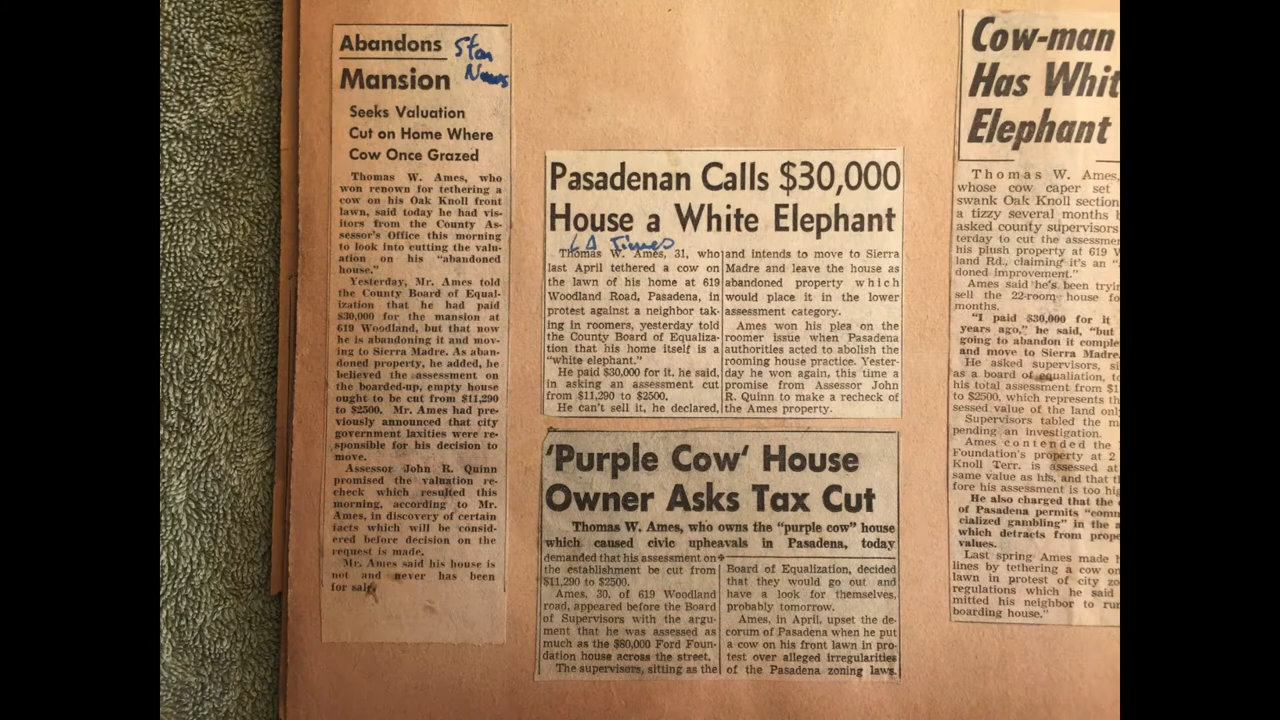 Abandons
Mansion
Star
News
Seeks Valuation
Cut on Home Where
Cow Once Grazed
Thomas W. Ames, who
won renown for tethering a
cow on his Oak Knoll front
lawn, said today he had vis-
itors from the County As-
sessor's Office this morning
to look into cutting the valu-
ation on his "abandoned
house."
Yesterday, Mr. Ames told
the County Board of Equal-
ization that he had paid
$30,000 for the mansion at
619 Woodland, but that now
he is abandoning it and mov-
ing to Sierra Madre. As aban-
doned property, he added, he
believed the assessment on
the boarded-up, empty house
ought to be cut from $11,290
to $2500. Mr. Ames had pre-
viously announced that city
government laxities were re-
sponsible for his decision to
move.
Assessor John R. Quinn
promised the valuation re-
check which resulted this
morning, according to Mr.
Ames, in discovery of certain
facts which will be consid-
ered before decision on the
request is made.
Mr. Ames said his house is
not and never has been
for sale.
Pasadenan Calls $30,000
House a White Elephant
LA Times
Thomas W. Ames, 31, who
last April tethered a cow on
the lawn of his home at 619
Woodland Road, Pasadena, in
protest against a neighbor tak-
ing in roomers, yesterday told
the County Board of Equaliza-
tion that his home itself is a
"white elephant."
He paid $30,000 for it, he said,
in asking an assessment cut
from $11,290 to $2500.
He can't sell it, he declared,
and intends to move to Sierra
Madre and leave the house as
abandoned property which
would place it in the lower
assessment category.
Ames won his plea on the
roomer issue when Pasadena
authorities acted to abolish the
rooming house practice. Yester-
day he won again, this time a
promise from Assessor John
R. Quinn to make a recheck of
the Ames property.
'Purple Cow' House
Owner Asks Tax Cut
Thomas W. Ames, who owns the "purple cow" house
which caused civic upheavals in Pasadena, today
demanded that his assessment on
the establishment be cut from
$11,290 to $2500.
Ames, 30, of 619 Woodland
road, appeared before the Board
of Supervisors with the argu-
ment that he was assessed as
much as the $80,000 Ford Foun-
dation house across the street.
The supervisors, sitting as the
Board of Equalization, decided
that they would go out and
have a look for themselves,
probably tomorrow.
Ames, in April, upset the de-
corum of Pasadena when he put
a cow on his front lawn in pro-
test over alleged irregularities
of the Pasadena zoning laws.
Cow-man
Has Whit
Elephant
Thomas W. Ames,
whose cow caper set
swank Oak Knoll section
a tizzy several months
asked county supervisors
terday to cut the assessmen
his plush property at 619 W
land Rd., claiming it's an
doned improvement."
Ames said he's been tryin
sell the 22-room house fo
months.
"I paid $30,000 for it
years ago," he said, "but
going to abandon it comple
and move to Sierra Madre.
He asked supervisors, si
as a board of equaliation, to
his total assessment from $1
to $2500, which represents th
sessed value of the land onl
Supervisors tabled the m
pending an investigation.
Ames contended the
Foundation's property at 2
Knoll Terr. is assessed at
same value as his, and that t
fore his assessment is too hig
He also charged that the
of Pasadena permits "comm
cialized gambling" in the a
which detracts from prope
values.
Last spring Ames made h
lines by tethering a cow on
lawn in protest of city zo
regulations which he said
mitted his neighbor to run
boarding house."